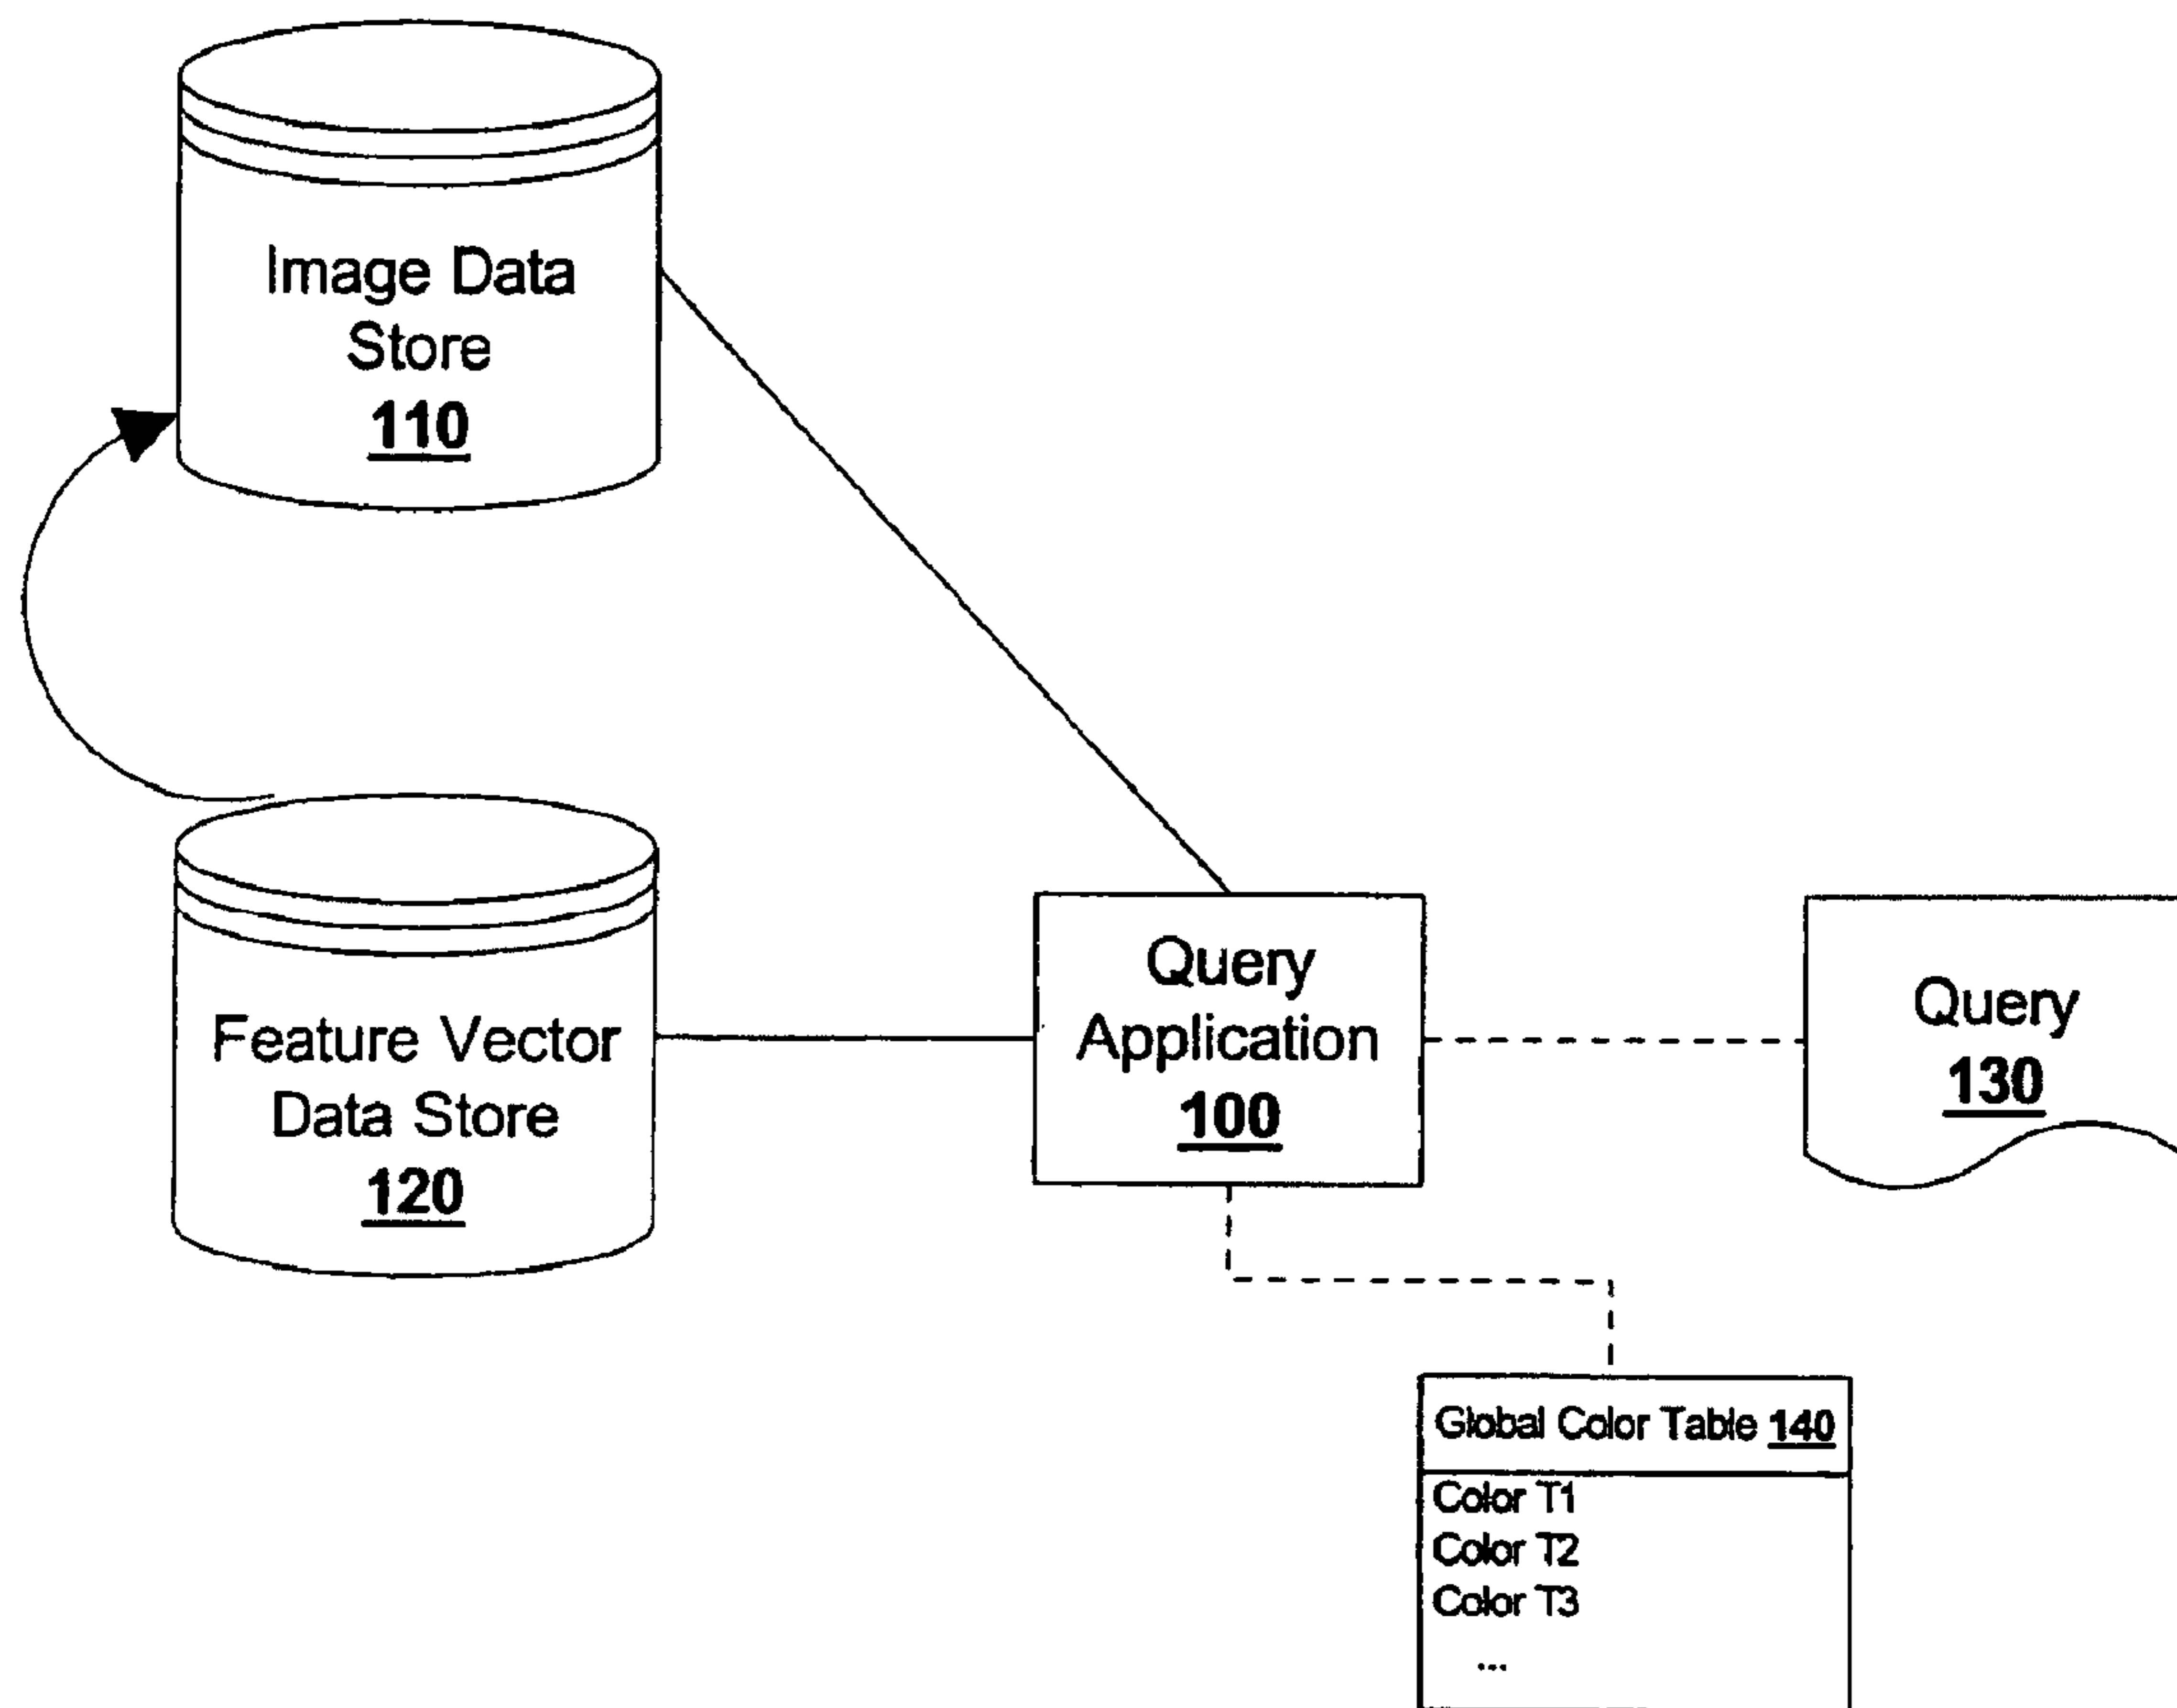 Image Data
Store
110
Feature Vector
Data Store
120
Query
Application
100
Query
130
Global Color Table 140
Color T1
Color T2
Color T3
...